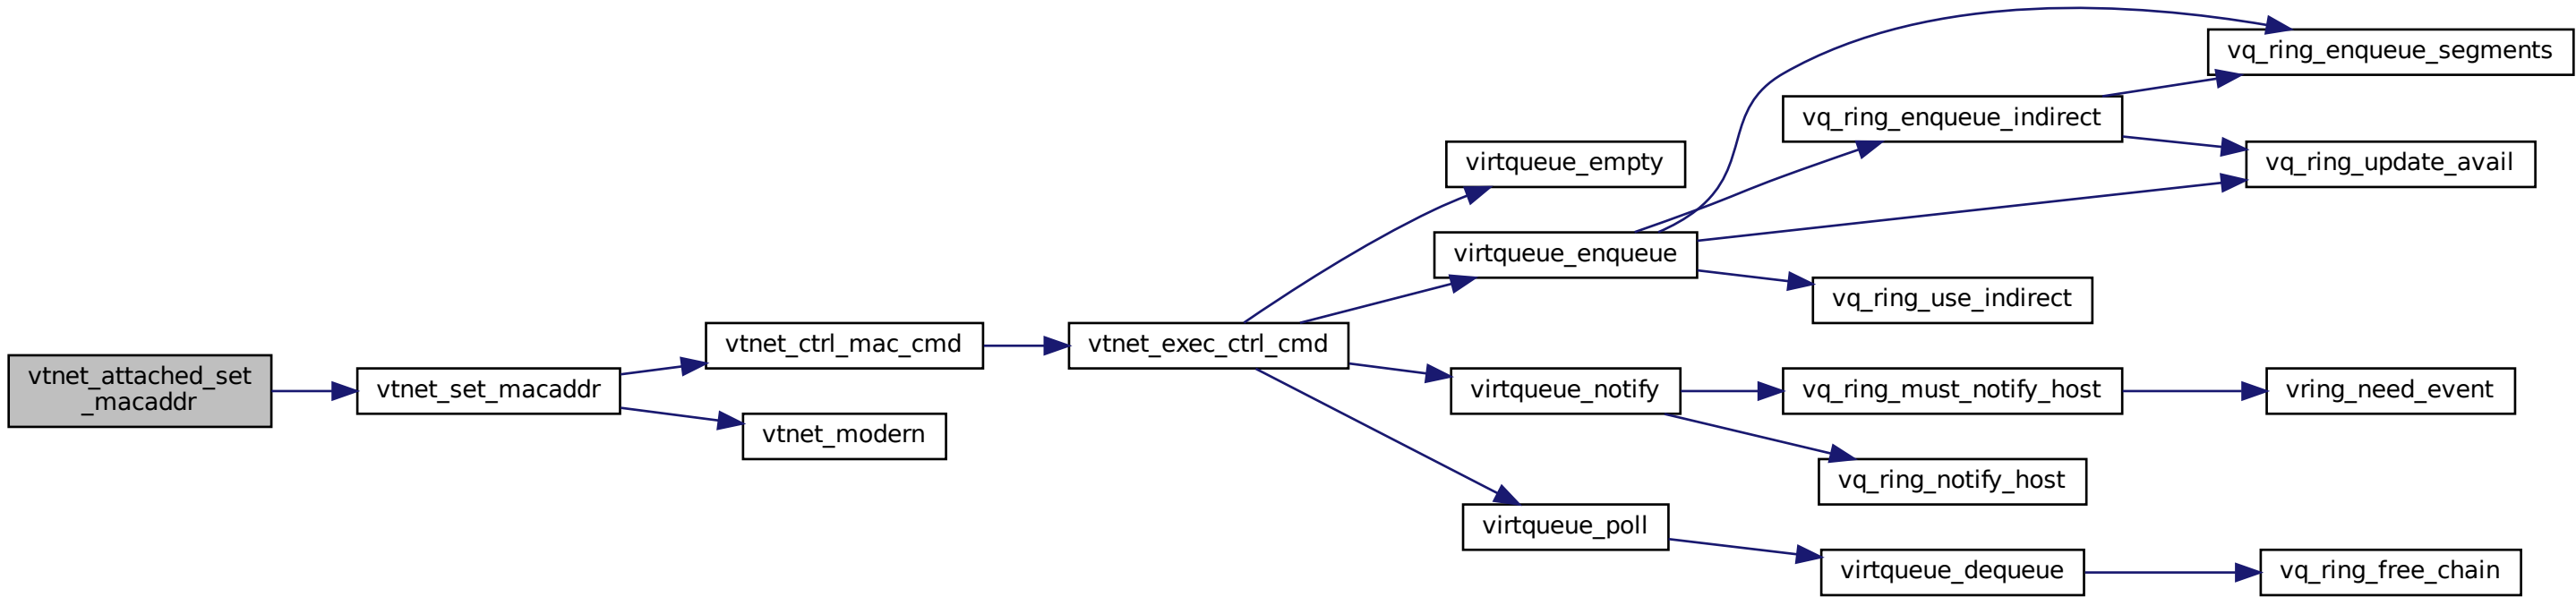 vtnet_attached_set
_macaddr
vtnet_set_macaddr
vtnet_ctrl_mac_cmd
vtnet_modern
vtnet_exec_ctrl_cmd
virtqueue_empty
virtqueue_enqueue
virtqueue_notify
virtqueue_poll
vq_ring_enqueue_indirect
vq_ring_use_indirect
vq_ring_must_notify_host
vq_ring_notify_host
virtqueue_dequeue
vq_ring_enqueue_segments
vq_ring_update_avail
vring_need_event
vq_ring_free_chain